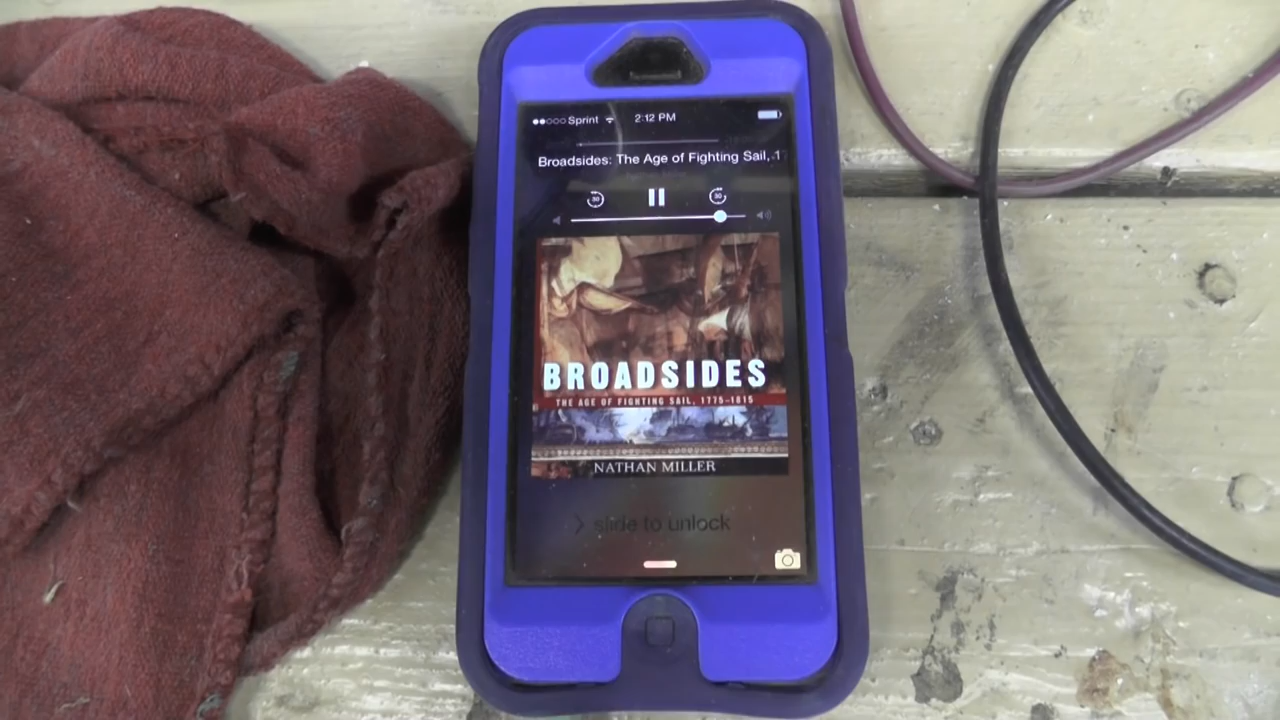 Sprint 2:12 PM
Broadsides: The Age of Fighting Sail, 1
30 30
BROADSIDES
THE AGE OF FIGHTING SAIL, 1775-1815
NATHAN MILLER
slide to unlock